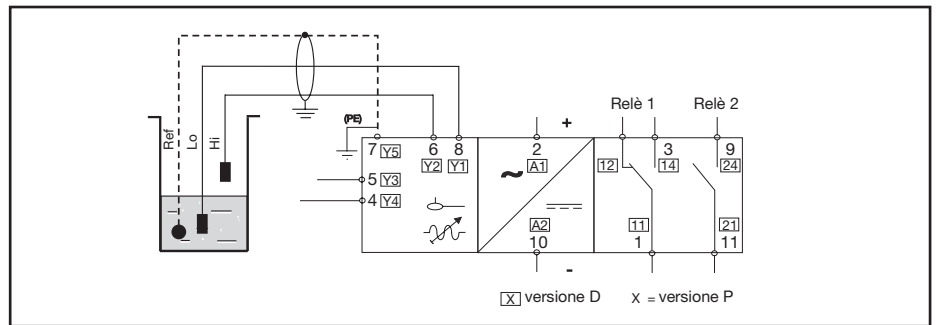 Relè 1 Relè 2
+
Ref
Lo
Hi
(PE)
7 Y5 6 8 2 3 9
Y2 Y1 A1 12 14 24
5 Y3
4 Y4
~
A2 11 21
10 1 11
-
X versione D X = versione P